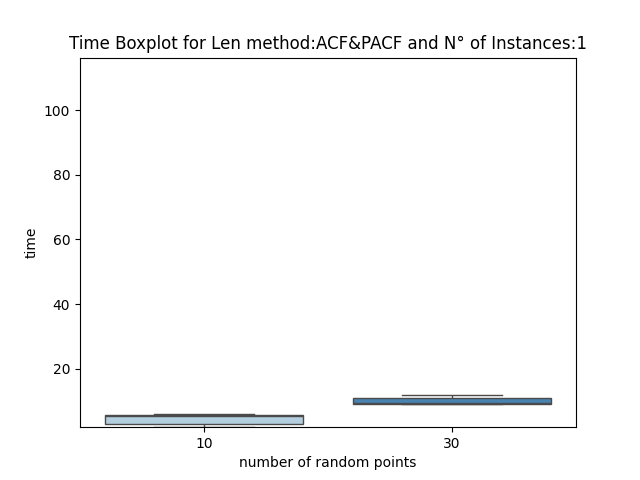 Time Boxplot for Len method:ACF&PACF and N° of Instances:1
100
80
60
40
20
time
10
30
number of random points